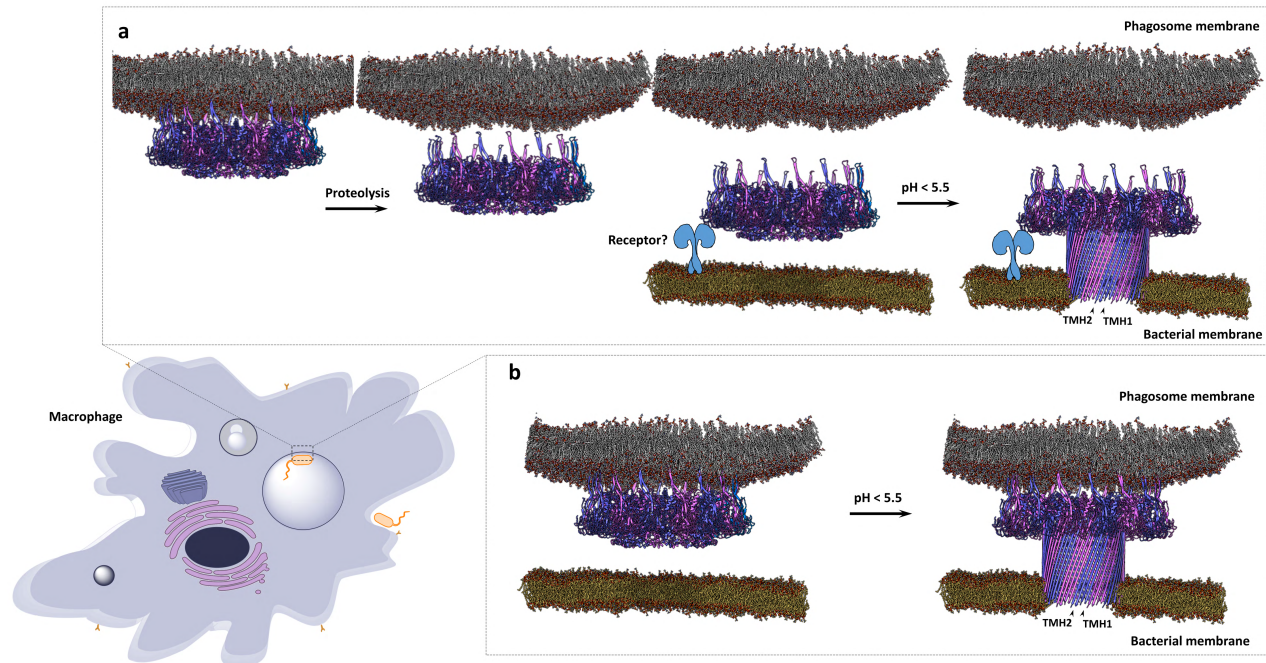 a
Phagosome membrane
Proteolysis
pH < 5.5
Receptor?
TMH2
TMH1
Bacterial membrane
b
Macrophage
Phagosome membrane
pH < 5.5
TMH2
TMH1
Bacterial membrane